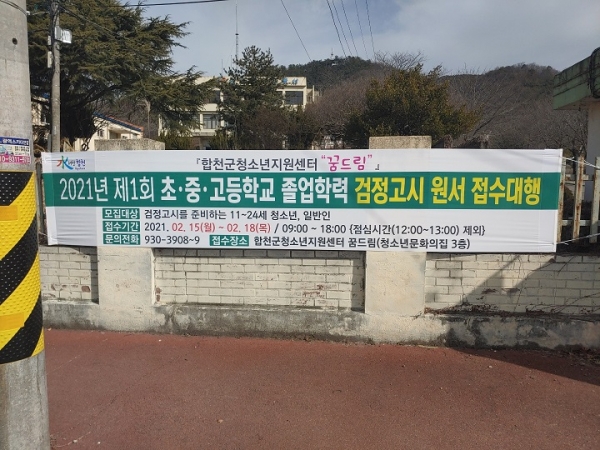 수려한합천
『합천군청소년지원센터 "꿈드림"』
2021년 제1회 초·중·고등학교 졸업학력 검정고시 원서 접수대행
모집대상 검정고시를 준비하는 11~24세 청소년, 일반인
접수기간 2021. 02. 15(월) ~ 02. 18(목) / 09:00 ~ 18:00 (점심시간(12:00~13:00) 제외)
문의전화 930-3908~9 접수장소 합천군청소년지원센터 꿈드림(청소년문화의집 3층)